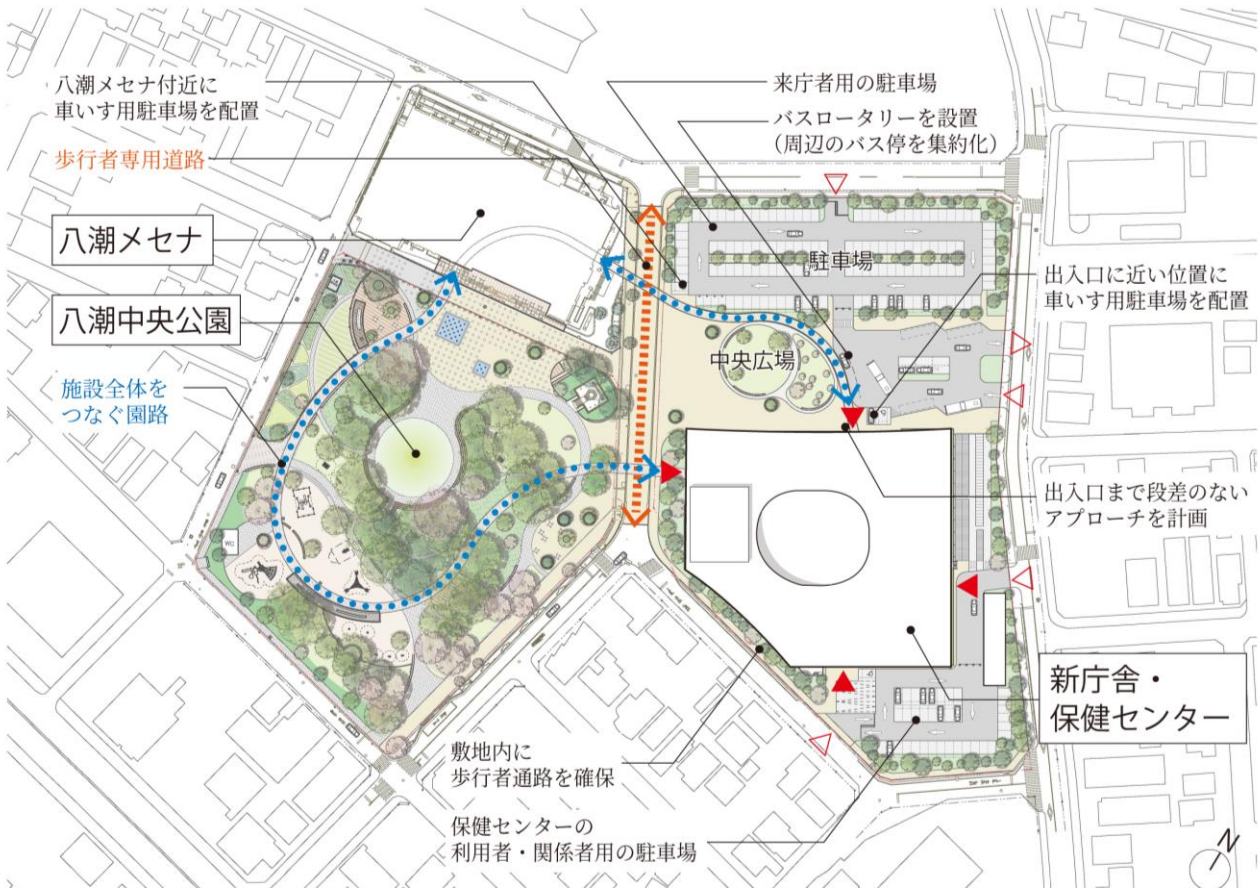 八潮メセナ付近に
車いす用駐車場を配置
歩行者専用道路
八潮メセナ
八潮中央公園
施設全体を
つなぐ園路
来庁者用の駐車場
バスロータリーを設置
（周辺のバス停を集約化）
駐車場
出入口に近い位置に
車いす用駐車場を配置
中央広場
出入口まで段差のない
アプローチを計画
WC
新庁舎・
保健センター
敷地内に
歩行者通路を確保
保健センターの
利用者・関係者用の駐車場
N